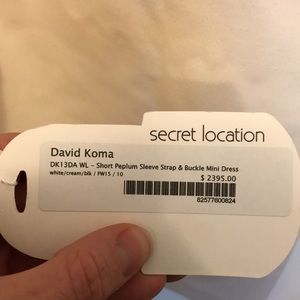 secret location
David Koma
DK13DA WL - Short Peplum Sleeve Strap & Buckle Mini Dress
white/cream/blk / FW15 / 10
$ 2395.00
82577600824